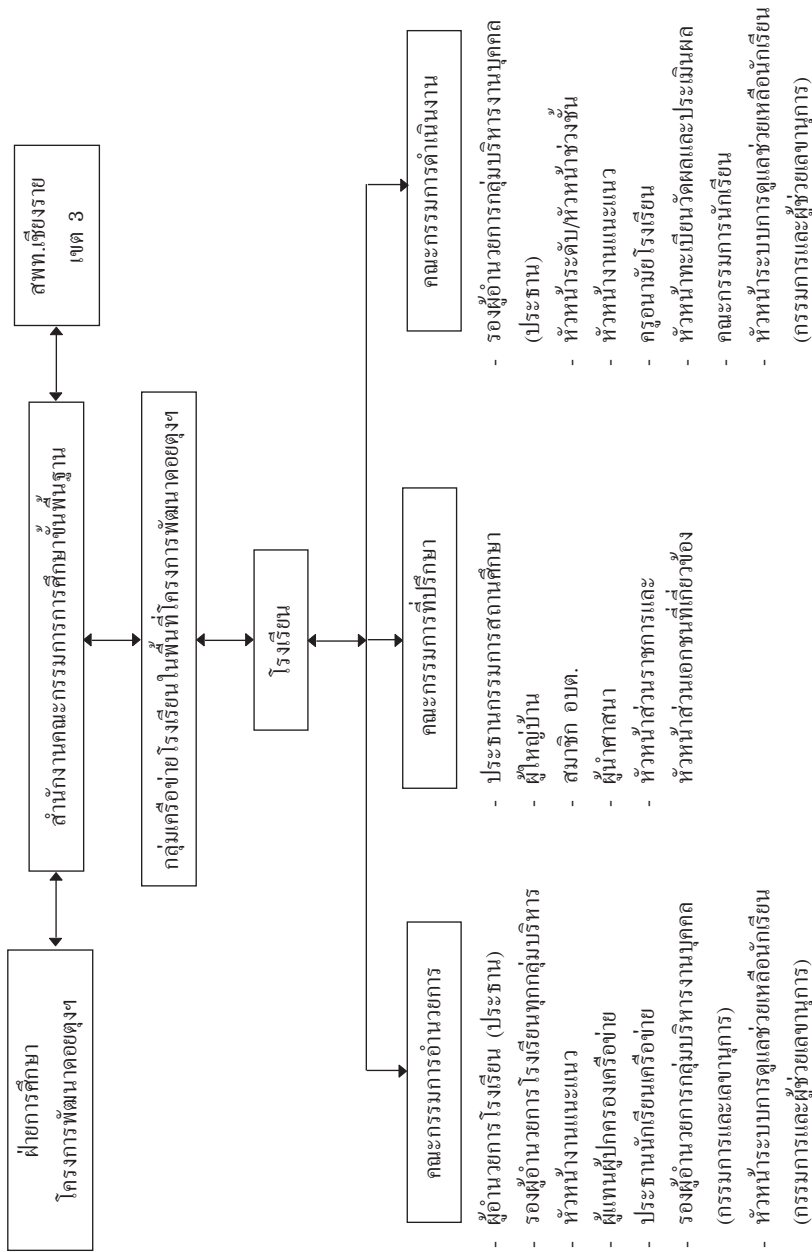 ฝ่ายการศึกษา
โครงการพัฒนาดอยตุงฯ
สำนักงานคณะกรรมการการศึกษาขั้นพื้นฐาน
สพท.เชียงราย
เขต 3
กลุ่มเครือข่ายโรงเรียนในพื้นที่โครงการพัฒนาดอยตุงฯ
โรงเรียน
คณะกรรมการอำนวยการ
- ผู้อำนวยการโรงเรียน (ประธาน)
- รองผู้อำนวยการโรงเรียนทุกกลุ่มบริหาร
- หัวหน้างานแนะแนว
- ผู้แทนผู้ปกครองเครือข่าย
- ประธานนักเรียนเครือข่าย
- รองผู้อำนวยการกลุ่มบริหารงานบุคคล
(กรรมการและเลขานุการ)
- หัวหน้าระบบการดูแลช่วยเหลือนักเรียน
(กรรมการและผู้ช่วยเลขานุการ)
คณะกรรมการที่ปรึกษา
- ประธานกรรมการสถานศึกษา
- ผู้ใหญ่บ้าน
- สมาชิก อบต.
- ผู้นำศาสนา
- หัวหน้าส่วนราชการและ
หัวหน้าส่วนเอกชนที่เกี่ยวข้อง
คณะกรรมการดำเนินงาน
- รองผู้อำนวยการกลุ่มบริหารงานบุคคล
(ประธาน)
- หัวหน้าระดับ/หัวหน้าช่วงชั้น
- หัวหน้างานแนะแนว
- ครูอนามัยโรงเรียน
- หัวหน้าทะเบียนวัดผลและประเมินผล
- คณะกรรมการนักเรียน
- หัวหน้าระบบการดูแลช่วยเหลือนักเรียน
(กรรมการและผู้ช่วยเลขานุการ)